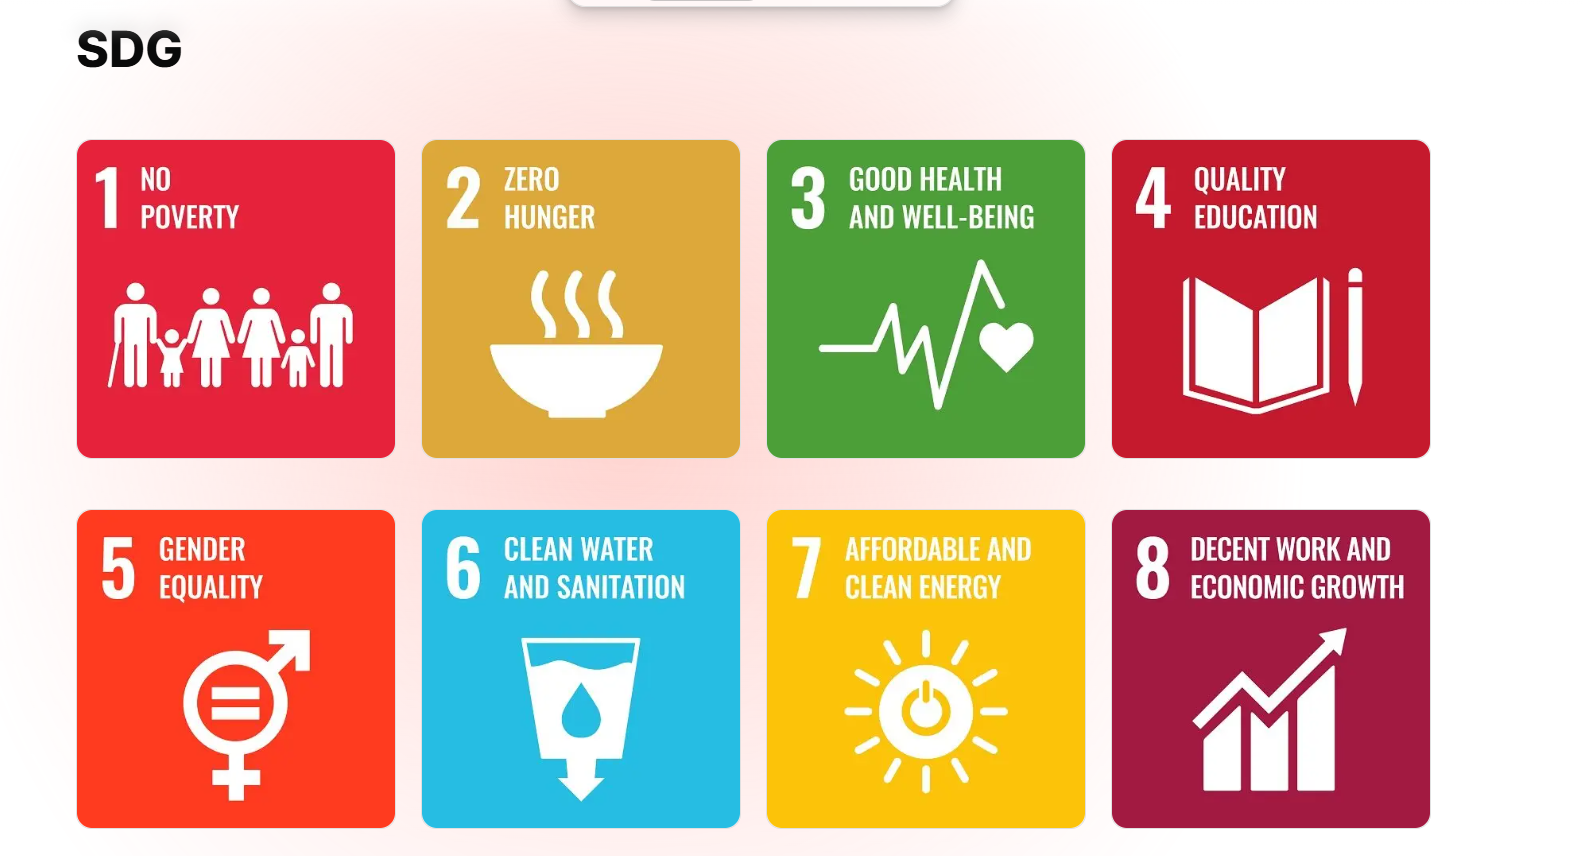 SDG
1 NO
POVERTY
2 ZERO
HUNGER
3 GOOD HEALTH
AND WELL-BEING
4 QUALITY
EDUCATION
5 GENDER
EQUALITY
6 CLEAN WATER
AND SANITATION
7 AFFORDABLE AND
CLEAN ENERGY
8 DECENT WORK AND
ECONOMIC GROWTH